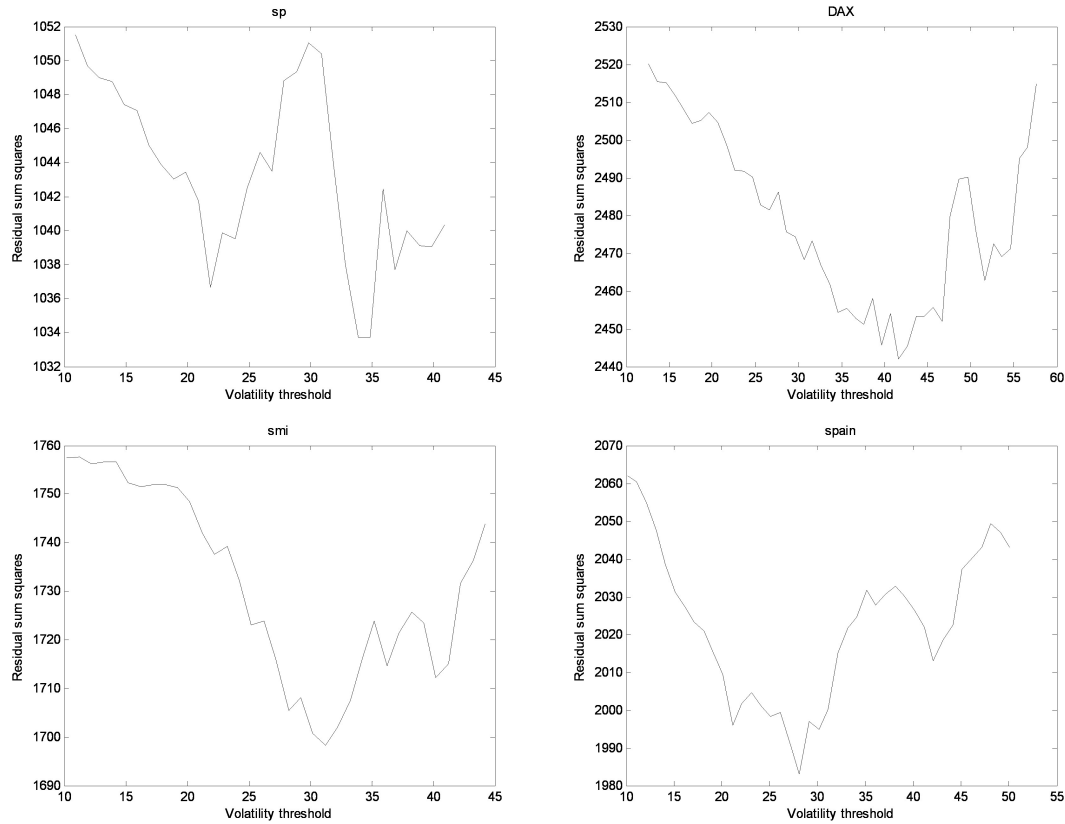 sp
1052
1050
1048
1046
1044
1042
1040
1038
1036
1034
1032
Residual sum squares
10 15 20 25 30 35 40 45
Volatility threshold
DAX
2530
2520
2510
2500
2490
2480
2470
2460
2450
2440
Residual sum squares
10 15 20 25 30 35 40 45 50 55 60
Volatility threshold
smi
1760
1750
1740
1730
1720
1710
1700
1690
Residual sum squares
10 15 20 25 30 35 40 45
Volatility threshold
spain
2070
2060
2050
2040
2030
2020
2010
2000
1990
1980
Residual sum squares
10 15 20 25 30 35 40 45 50 55
Volatility threshold